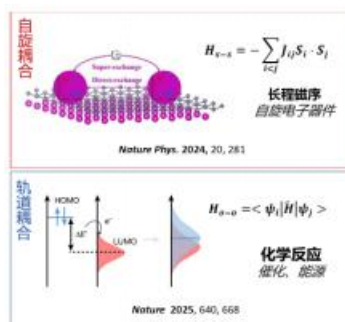 自旋耦合
Super-exchange
Direct-exchange
H_{s-s} = -\sum_{i<j} J_{ij} S_i · S_j
长程磁序
自旋电子器件
Nature Phys. 2024, 20, 281
轨道耦合
HOMO
e⁻
ΔE
LUMO
H_{o-o} = <ψ_i|Ĥ|ψ_j>
化学反应
催化、能源
Nature 2025, 640, 668